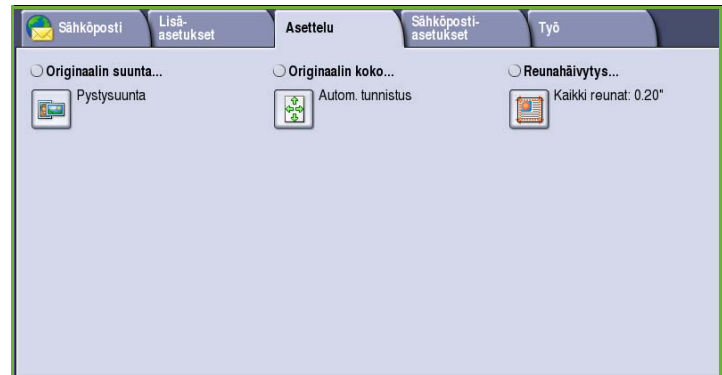 Sähköposti
Lisä-
asetukset
Asettelu
Sähköposti-
asetukset
Työ
Originaalin suunta...
Pystysuunta
Originaalin koko...
Autom. tunnistus
Reunahäivytys...
Kaikki reunat: 0.20"